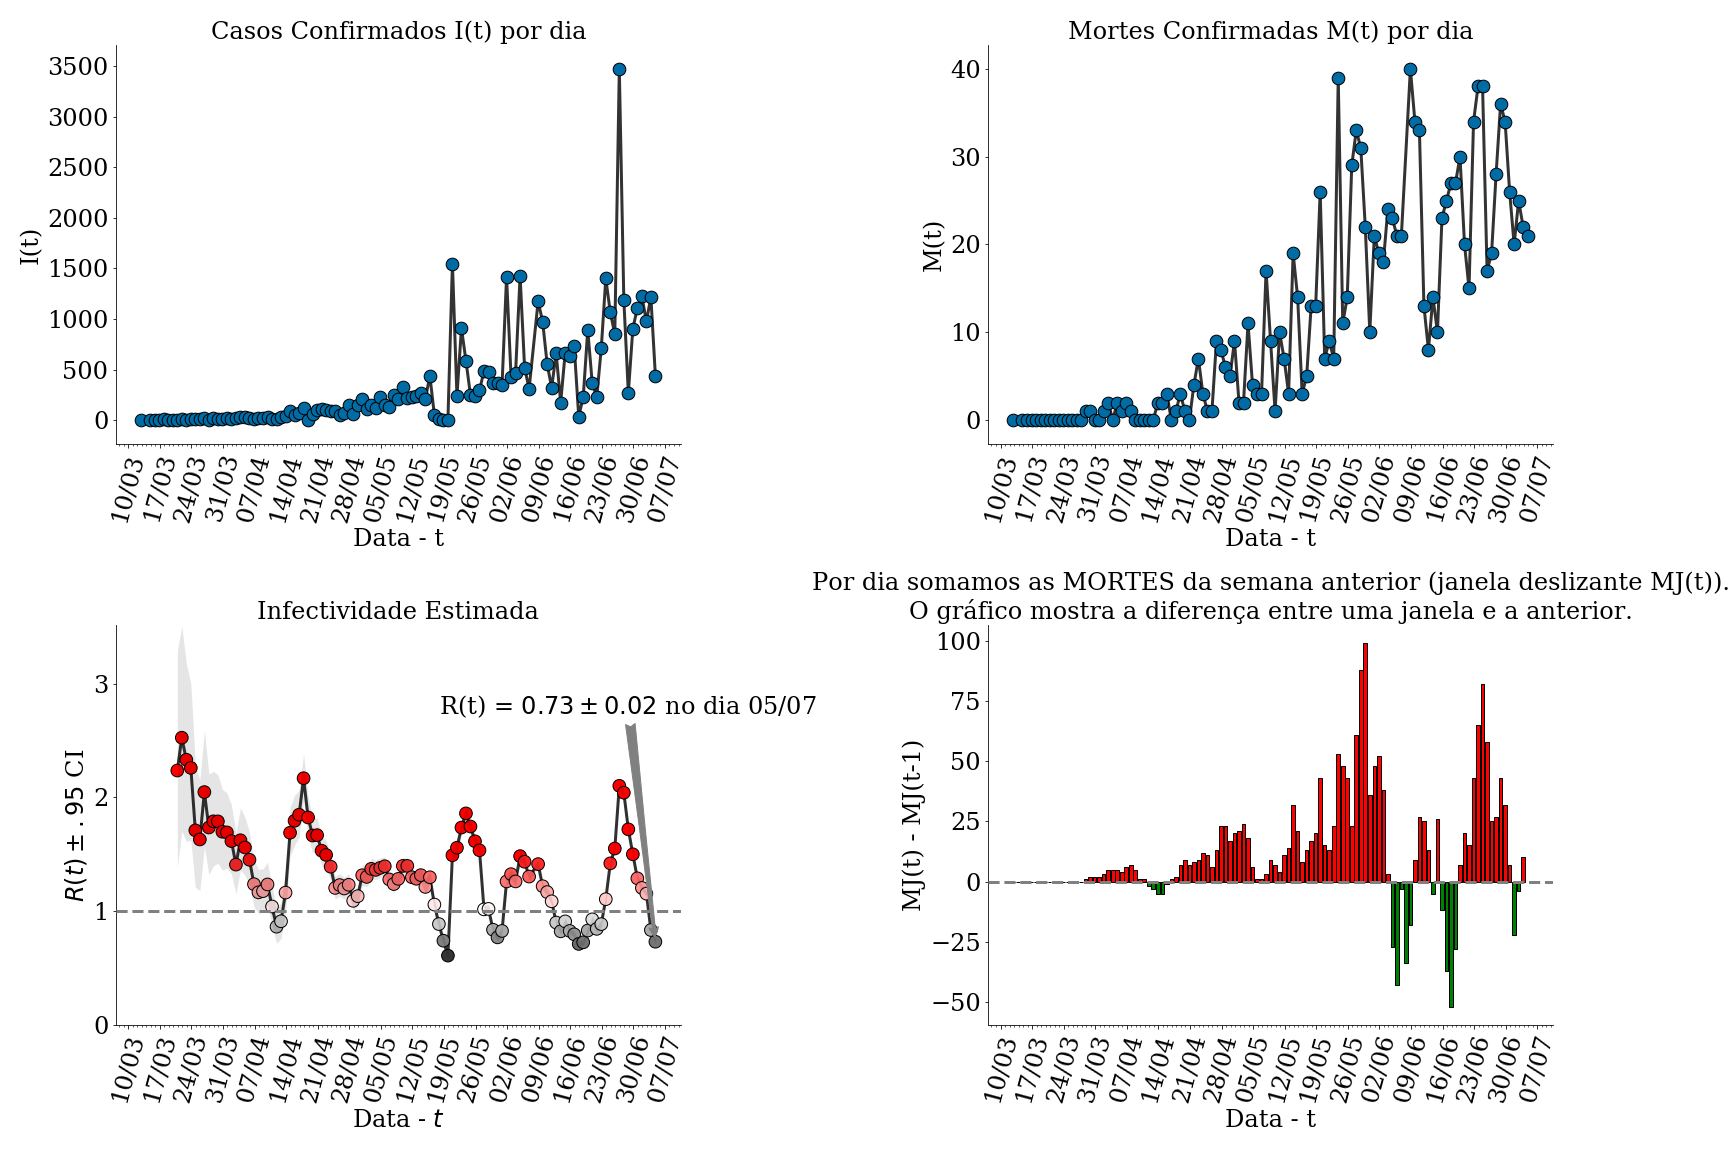 Casos Confirmados I(t) por dia
I(t)
3500
3000
2500
2000
1500
1000
500
0
10/03 17/03 24/03 31/03 07/04 14/04 21/04 28/04 05/05 12/05 19/05 26/05 02/06 09/06 16/06 23/06 30/06 07/07
Data - t
Mortes Confirmadas M(t) por dia
M(t)
40
30
20
10
0
10/03 17/03 24/03 31/03 07/04 14/04 21/04 28/04 05/05 12/05 19/05 26/05 02/06 09/06 16/06 23/06 30/06 07/07
Data - t
Infectividade Estimada
R(t) ± .95 CI
3
2
1
0
R(t) = 0.73 ± 0.02 no dia 05/07
10/03 17/03 24/03 31/03 07/04 14/04 21/04 28/04 05/05 12/05 19/05 26/05 02/06 09/06 16/06 23/06 30/06 07/07
Data - t
Por dia somamos as MORTES da semana anterior (janela deslizante MJ(t)).
O gráfico mostra a diferença entre uma janela e a anterior.
MJ(t) - MJ(t-1)
100
75
50
25
0
−25
−50
10/03 17/03 24/03 31/03 07/04 14/04 21/04 28/04 05/05 12/05 19/05 26/05 02/06 09/06 16/06 23/06 30/06 07/07
Data - t